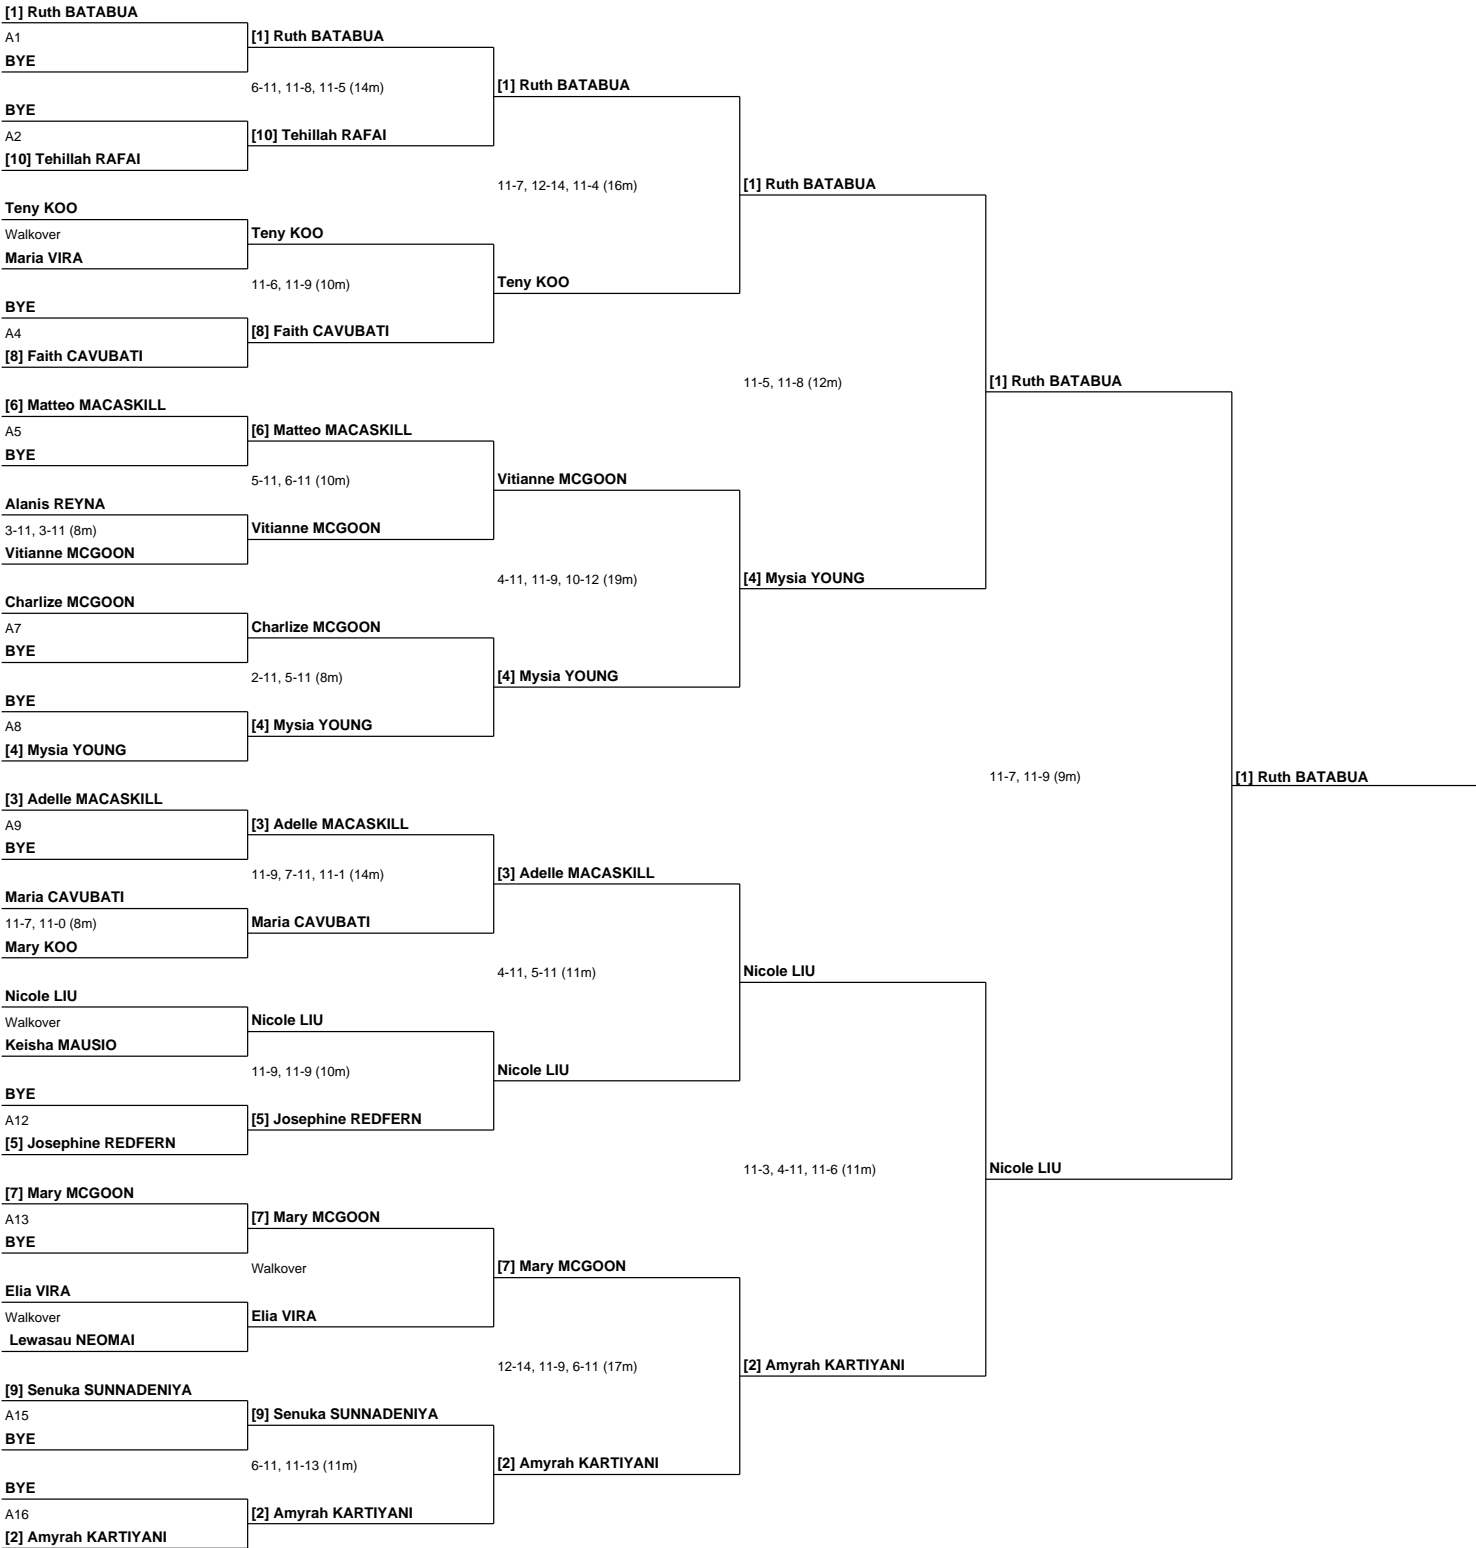 [1] Ruth BATABUA
A1
BYE
BYE
A2
[10] Tehillah RAFAI
Teny KOO
Walkover
Maria VIRA
BYE
A4
[8] Faith CAVUBATI
[6] Matteo MACASKILL
A5
BYE
Alanis REYNA
3-11, 3-11 (8m)
Vitianne MCGOON
Charlize MCGOON
A7
BYE
BYE
A8
[4] Mysia YOUNG
[3] Adelle MACASKILL
A9
BYE
Maria CAVUBATI
11-7, 11-0 (8m)
Mary KOO
Nicole LIU
Walkover
Keisha MAUSIO
BYE
A12
[5] Josephine REDFERN
[7] Mary MCGOON
A13
BYE
Elia VIRA
Walkover
Lewasau NEOMAI
[9] Senuka SUNNADENIYA
A15
BYE
BYE
A16
[2] Amyrah KARTIYANI
[1] Ruth BATABUA
6-11, 11-8, 11-5 (14m)
[10] Tehillah RAFAI
Teny KOO
11-6, 11-9 (10m)
[8] Faith CAVUBATI
[6] Matteo MACASKILL
5-11, 6-11 (10m)
Vitianne MCGOON
Charlize MCGOON
2-11, 5-11 (8m)
[4] Mysia YOUNG
[3] Adelle MACASKILL
11-9, 7-11, 11-1 (14m)
Maria CAVUBATI
Nicole LIU
11-9, 11-9 (10m)
[5] Josephine REDFERN
[7] Mary MCGOON
Walkover
Elia VIRA
[9] Senuka SUNNADENIYA
6-11, 11-13 (11m)
[2] Amyrah KARTIYANI
[1] Ruth BATABUA
11-7, 12-14, 11-4 (16m)
Teny KOO
Vitianne MCGOON
4-11, 11-9, 10-12 (19m)
[4] Mysia YOUNG
[3] Adelle MACASKILL
4-11, 5-11 (11m)
Nicole LIU
[7] Mary MCGOON
12-14, 11-9, 6-11 (17m)
[2] Amyrah KARTIYANI
[1] Ruth BATABUA
11-5, 11-8 (12m)
[4] Mysia YOUNG
Nicole LIU
11-3, 4-11, 11-6 (11m)
[2] Amyrah KARTIYANI
[1] Ruth BATABUA
11-7, 11-9 (9m)
Nicole LIU
[1] Ruth BATABUA